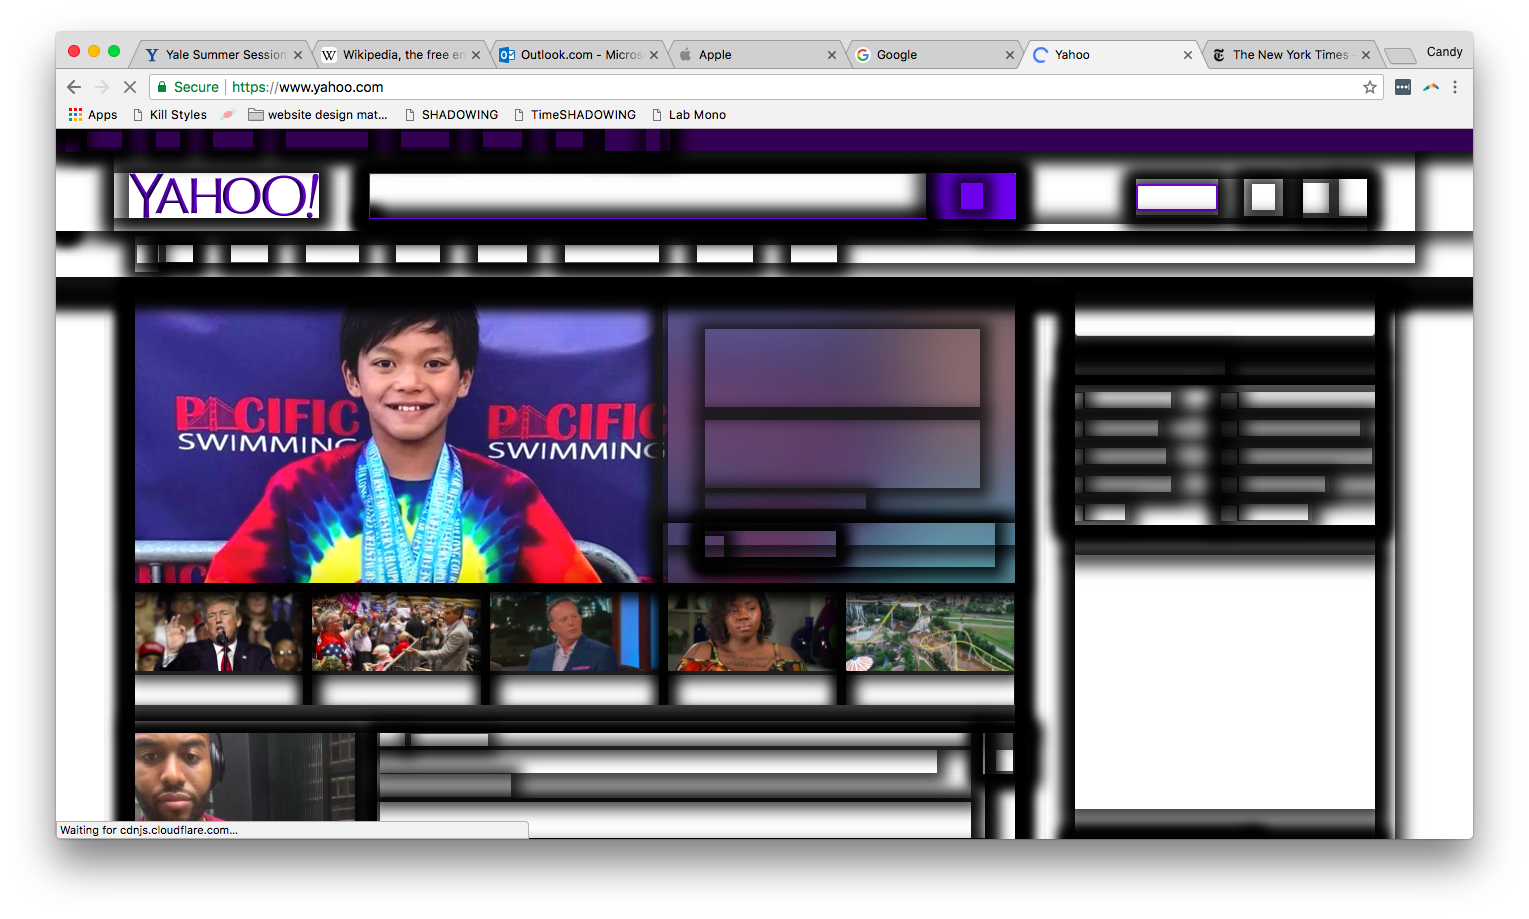 Yale Summer Session
Wikipedia, the free en
Outlook.com - Micros
Apple
Google
Yahoo
The New York Times -
Candy
Secure
https://www.yahoo.com
Apps
Kill Styles
website design mat...
SHADOWING
TimeSHADOWING
Lab Mono
YAHOO!
PACIFIC
SWIMMING
PACIFIC
SWIMMING
Waiting for cdnjs.cloudflare.com...